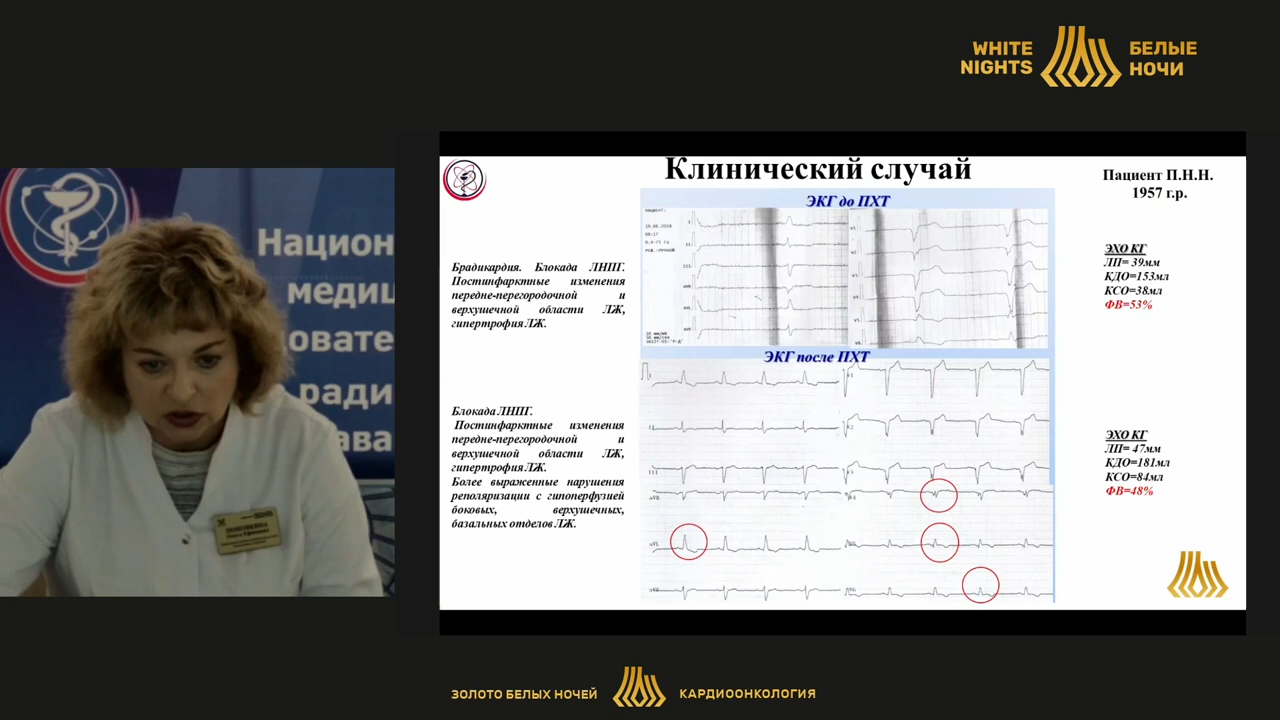 WHITE
NIGHTS
БЕЛЫЕ
НОЧИ
Национ
медиц
овате
ради
ава
Клинический случай
Пациент П.Н.Н.
1957 г.р.
ЭКГ до ПХТ
Брадикардия. Блокада ЛНПГ.
Постинфарктные изменения
передне-перегородочной и
верхушечной области ЛЖ,
гипертрофия ЛЖ.
ЭХО КГ
ЛП= 39мм
КДО=153мл
КСО=38мл
ФВ=53%
ЭКГ после ПХТ
Блокада ЛНПГ.
Постинфарктные изменения
передне-перегородочной и
верхушечной области ЛЖ,
гипертрофия ЛЖ.
Более выраженные нарушения
реполяризации с гипоперфузией
боковых, верхушечных,
базальных отделов ЛЖ.
ЭХО КГ
ЛП= 47мм
КДО=181мл
КСО=84мл
ФВ=48%
ЗОЛОТО БЕЛЫХ НОЧЕЙ
КАРДИООНКОЛОГИЯ